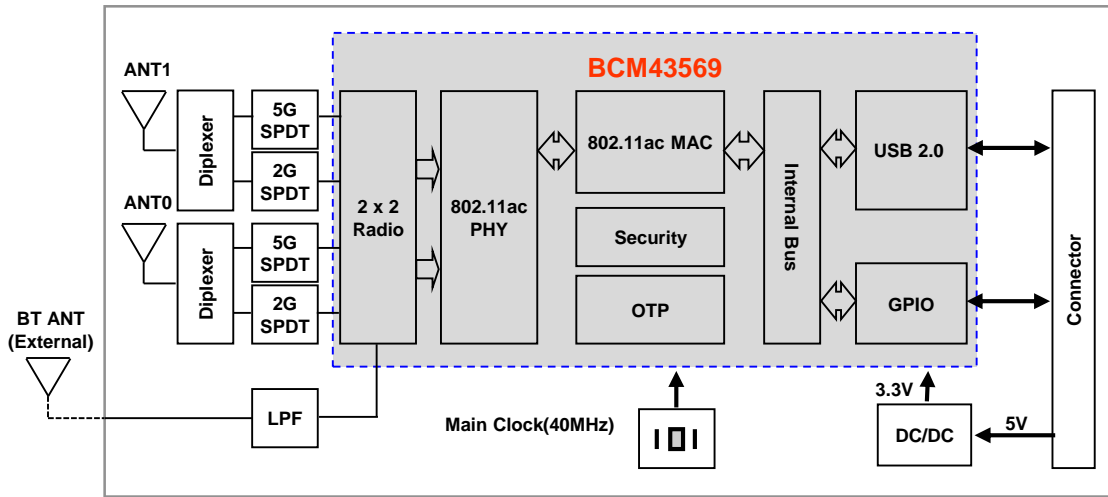 BCM43569
ANT1
Diplexer
5G
SPDT
2G
SPDT
ANT0
Diplexer
5G
SPDT
2G
SPDT
2 x 2
Radio
802.11ac
PHY
802.11ac MAC
Security
OTP
Internal Bus
USB 2.0
GPIO
Connector
BT ANT
(External)
LPF
Main Clock(40MHz)
3.3V
DC/DC
5V